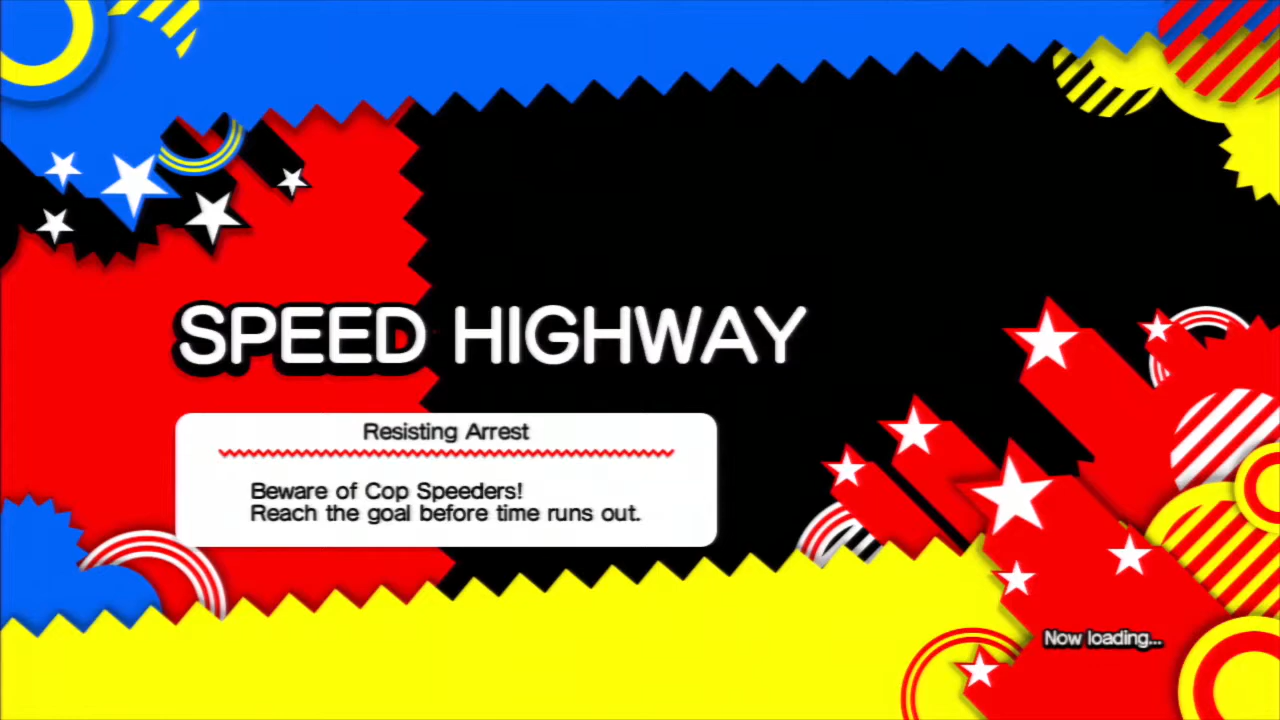 SPEED HIGHWAY
Resisting Arrest
Beware of Cop Speeders!
Reach the goal before time runs out.
Now loading...